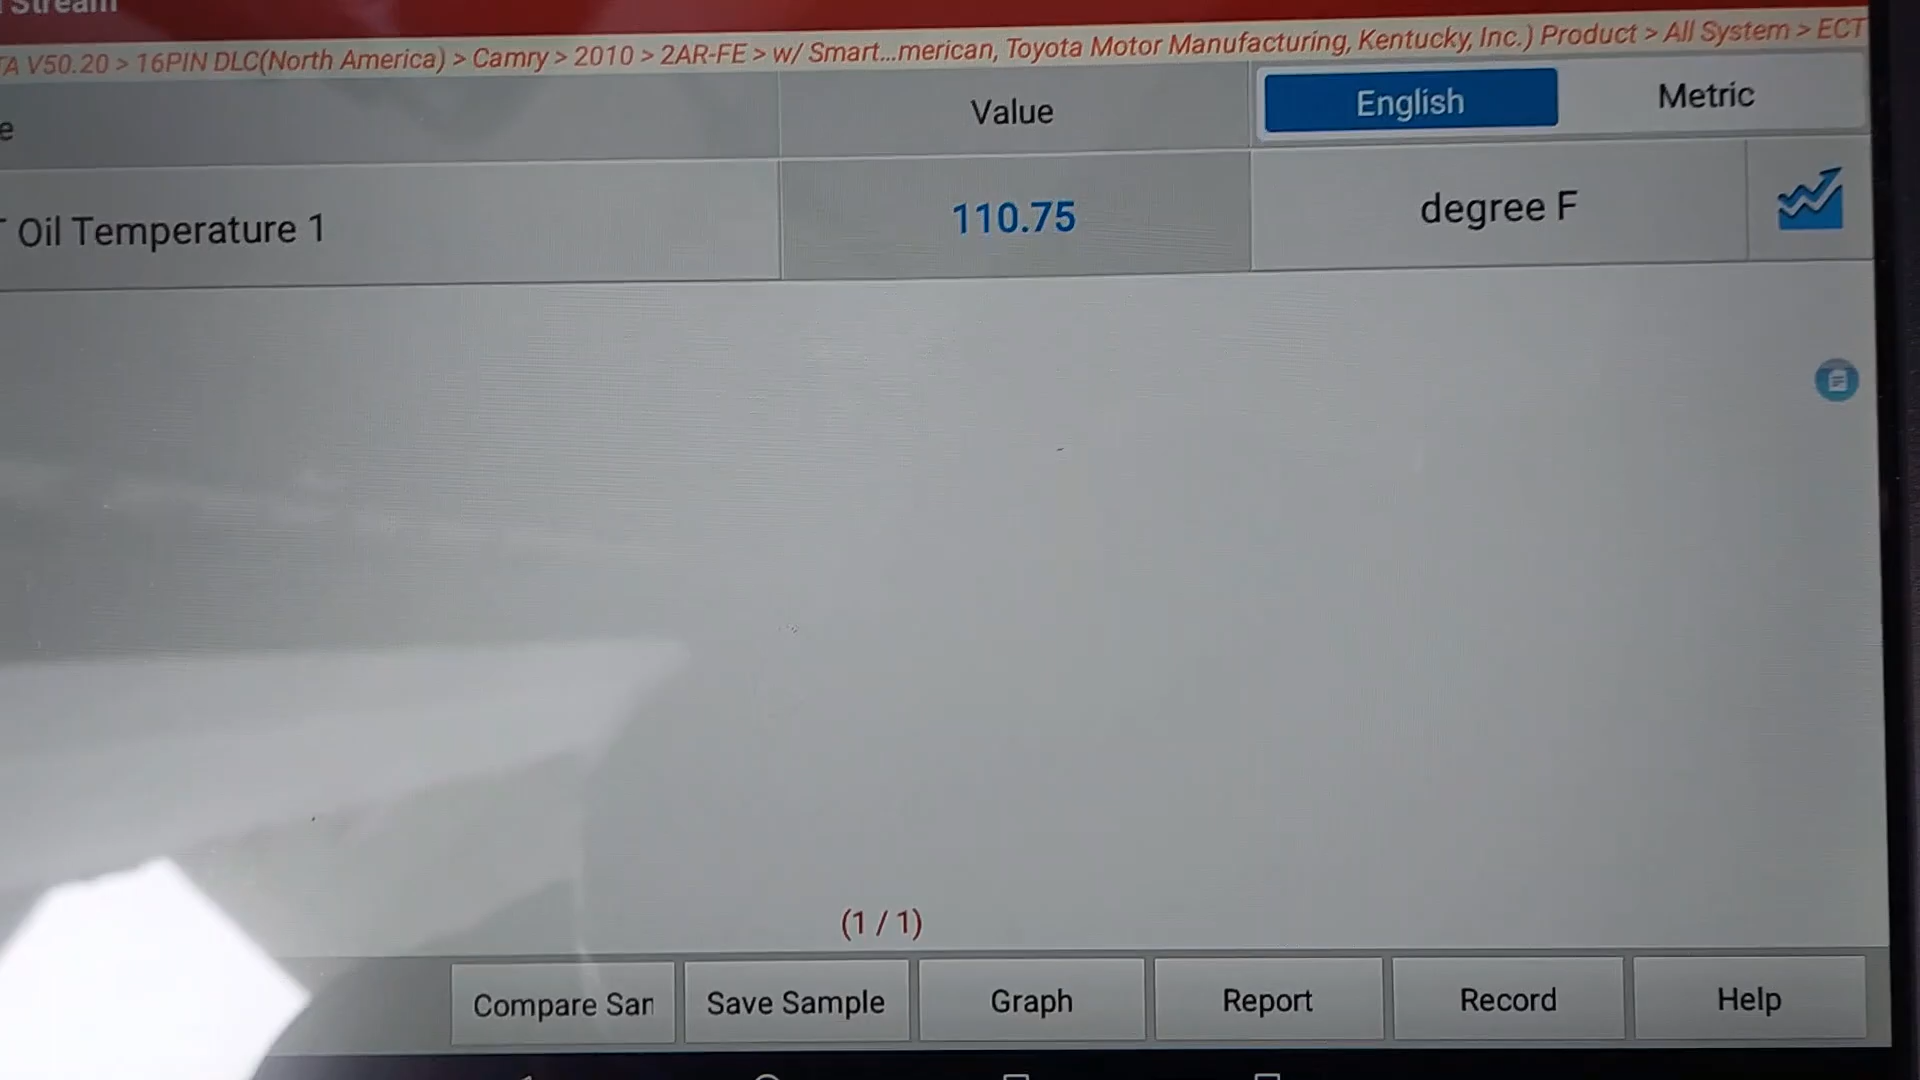 Stream
TA V50.20 > 16PIN DLC(North America) > Camry > 2010 > 2AR-FE > w/ Smart...merican, Toyota Motor Manufacturing, Kentucky, Inc.) Product > All System > ECT
e Value English Metric
Oil Temperature 1 110.75 degree F
(1 / 1)
Compare Sar Save Sample Graph Report Record Help